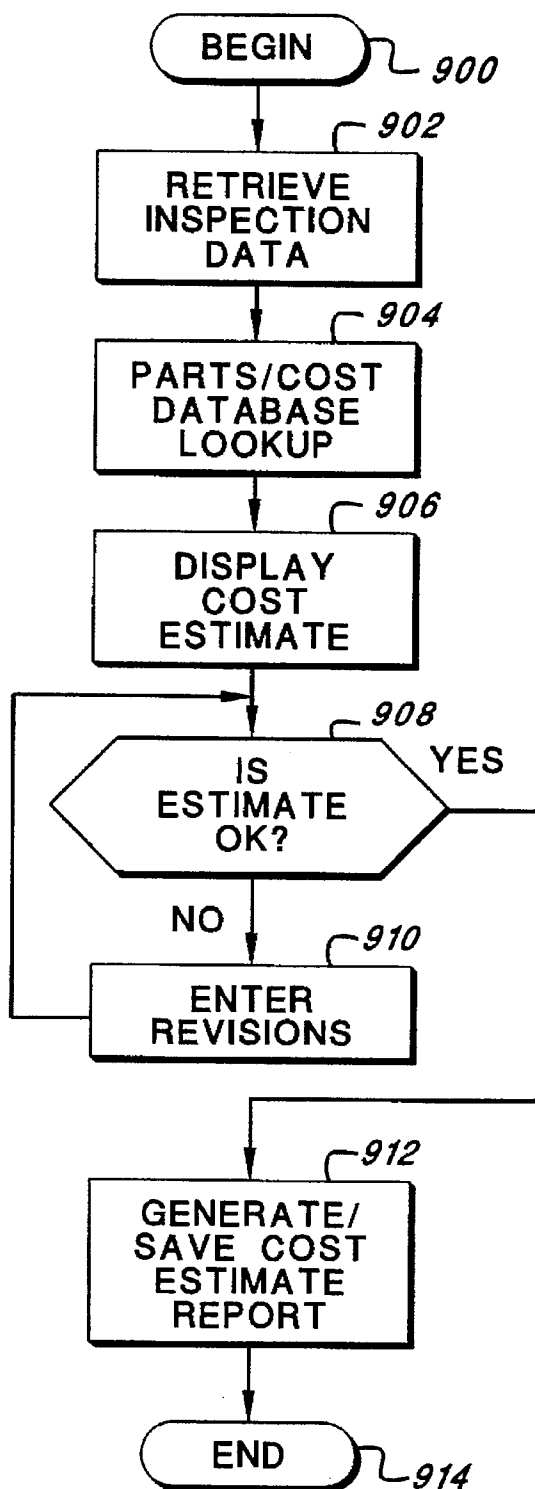 BEGIN
900
902
RETRIEVE
INSPECTION
DATA
904
PARTS/COST
DATABASE
LOOKUP
906
DISPLAY
COST
ESTIMATE
908
IS
ESTIMATE
OK?
YES
NO
910
ENTER
REVISIONS
912
GENERATE/
SAVE COST
ESTIMATE
REPORT
END
914